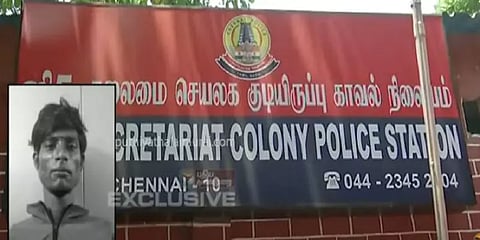 தலைமை செயலக குடியிருப்பு காவல் நிலையம்
SECRETARIAT COLONY POLICE STATION
CHENNAI - 10
☎ 044 - 2345 2
EXCLUSIVE